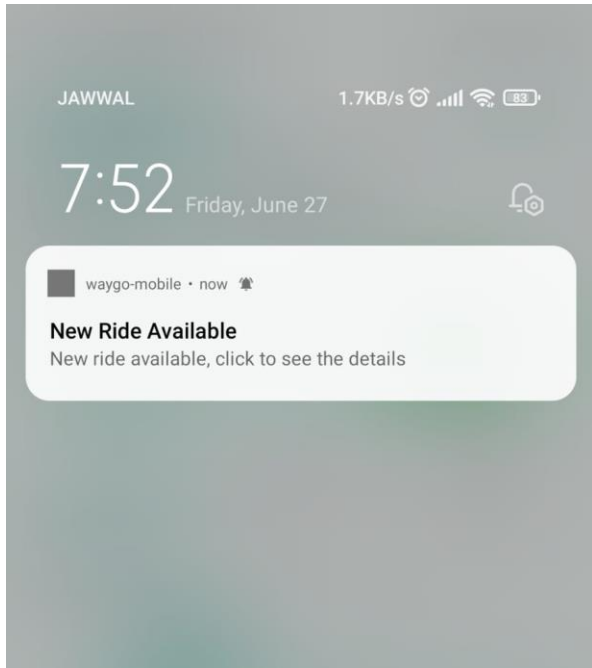 JAWWAL 1.7KB/s 83
7:52 Friday, June 27
waygo-mobile • now
New Ride Available
New ride available, click to see the details